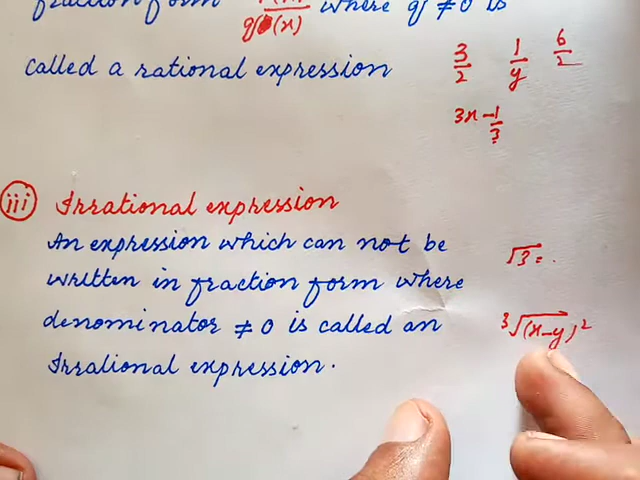 fraction form p(x)/q(x) where q ≠ 0 is
called a rational expression
3/2 1/y 6/2
3x - 1/3
iii Irrational expression
An expression which can not be
written in fraction form where
denominator ≠ 0 is called an
Irrational expression.
√3 = .
³√(x-y)²